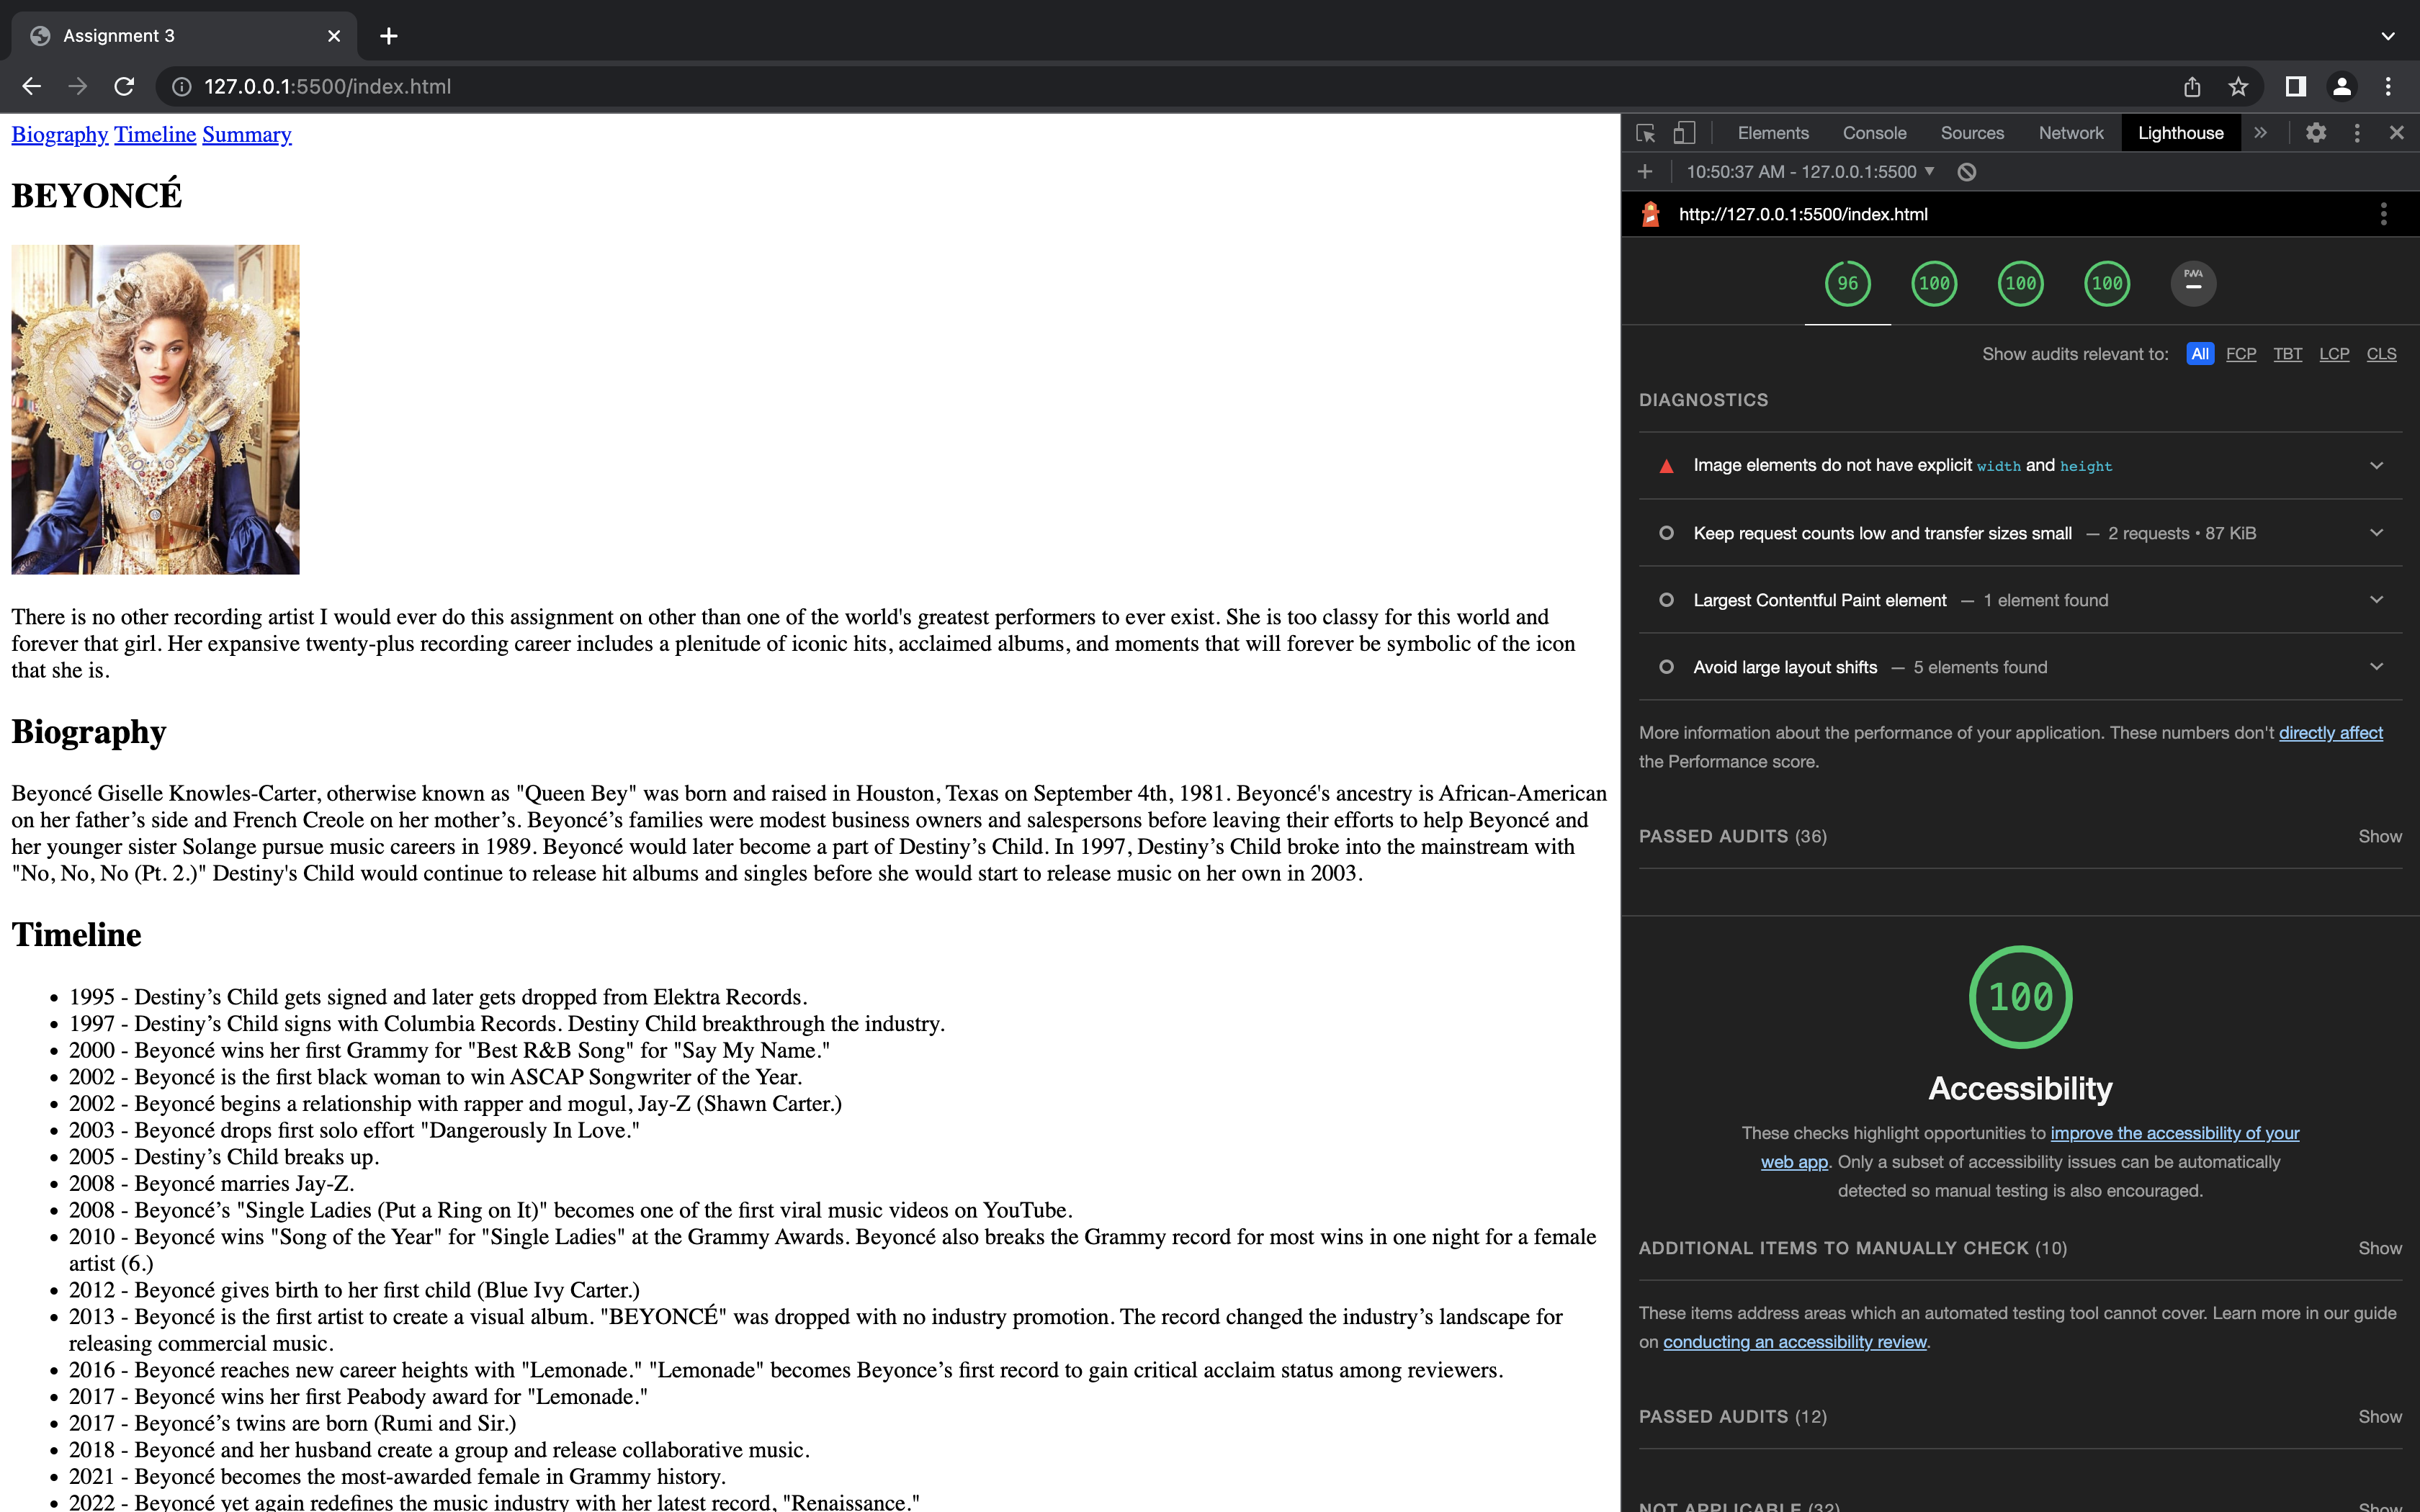 Assignment 3
127.0.0.1:5500/index.html
Biography Timeline Summary
BEYONCÉ
There is no other recording artist I would ever do this assignment on other than one of the world's greatest performers to ever exist. She is too classy for this world and
forever that girl. Her expansive twenty-plus recording career includes a plenitude of iconic hits, acclaimed albums, and moments that will forever be symbolic of the icon
that she is.
Biography
Beyoncé Giselle Knowles-Carter, otherwise known as "Queen Bey" was born and raised in Houston, Texas on September 4th, 1981. Beyoncé's ancestry is African-American
on her father’s side and French Creole on her mother’s. Beyoncé’s families were modest business owners and salespersons before leaving their efforts to help Beyoncé and
her younger sister Solange pursue music careers in 1989. Beyoncé would later become a part of Destiny’s Child. In 1997, Destiny’s Child broke into the mainstream with
"No, No, No (Pt. 2.)" Destiny's Child would continue to release hit albums and singles before she would start to release music on her own in 2003.
Timeline
• 1995 - Destiny’s Child gets signed and later gets dropped from Elektra Records.
• 1997 - Destiny’s Child signs with Columbia Records. Destiny Child breakthrough the industry.
• 2000 - Beyoncé wins her first Grammy for "Best R&B Song" for "Say My Name."
• 2002 - Beyoncé is the first black woman to win ASCAP Songwriter of the Year.
• 2002 - Beyoncé begins a relationship with rapper and mogul, Jay-Z (Shawn Carter.)
• 2003 - Beyoncé drops first solo effort "Dangerously In Love."
• 2005 - Destiny’s Child breaks up.
• 2008 - Beyoncé marries Jay-Z.
• 2008 - Beyoncé’s "Single Ladies (Put a Ring on It)" becomes one of the first viral music videos on YouTube.
• 2010 - Beyoncé wins "Song of the Year" for "Single Ladies" at the Grammy Awards. Beyoncé also breaks the Grammy record for most wins in one night for a female
artist (6.)
• 2012 - Beyoncé gives birth to her first child (Blue Ivy Carter.)
• 2013 - Beyoncé is the first artist to create a visual album. "BEYONCÉ" was dropped with no industry promotion. The record changed the industry’s landscape for
releasing commercial music.
• 2016 - Beyoncé reaches new career heights with "Lemonade." "Lemonade" becomes Beyonce’s first record to gain critical acclaim status among reviewers.
• 2017 - Beyoncé wins her first Peabody award for "Lemonade."
• 2017 - Beyoncé’s twins are born (Rumi and Sir.)
• 2018 - Beyoncé and her husband create a group and release collaborative music.
• 2021 - Beyoncé becomes the most-awarded female in Grammy history.
• 2022 - Beyoncé yet again redefines the music industry with her latest record, "Renaissance."
Elements Console Sources Network Lighthouse
10:50:37 AM - 127.0.0.1:5500
http://127.0.0.1:5500/index.html
96 100 100 100 PWA
Show audits relevant to: All FCP TBT LCP CLS
DIAGNOSTICS
Image elements do not have explicit width and height
Keep request counts low and transfer sizes small — 2 requests • 87 KiB
Largest Contentful Paint element — 1 element found
Avoid large layout shifts — 5 elements found
More information about the performance of your application. These numbers don't directly affect
the Performance score.
PASSED AUDITS (36) Show
100
Accessibility
These checks highlight opportunities to improve the accessibility of your
web app. Only a subset of accessibility issues can be automatically
detected so manual testing is also encouraged.
ADDITIONAL ITEMS TO MANUALLY CHECK (10) Show
These items address areas which an automated testing tool cannot cover. Learn more in our guide
on conducting an accessibility review.
PASSED AUDITS (12) Show
NOT APPLICABLE (32) Show